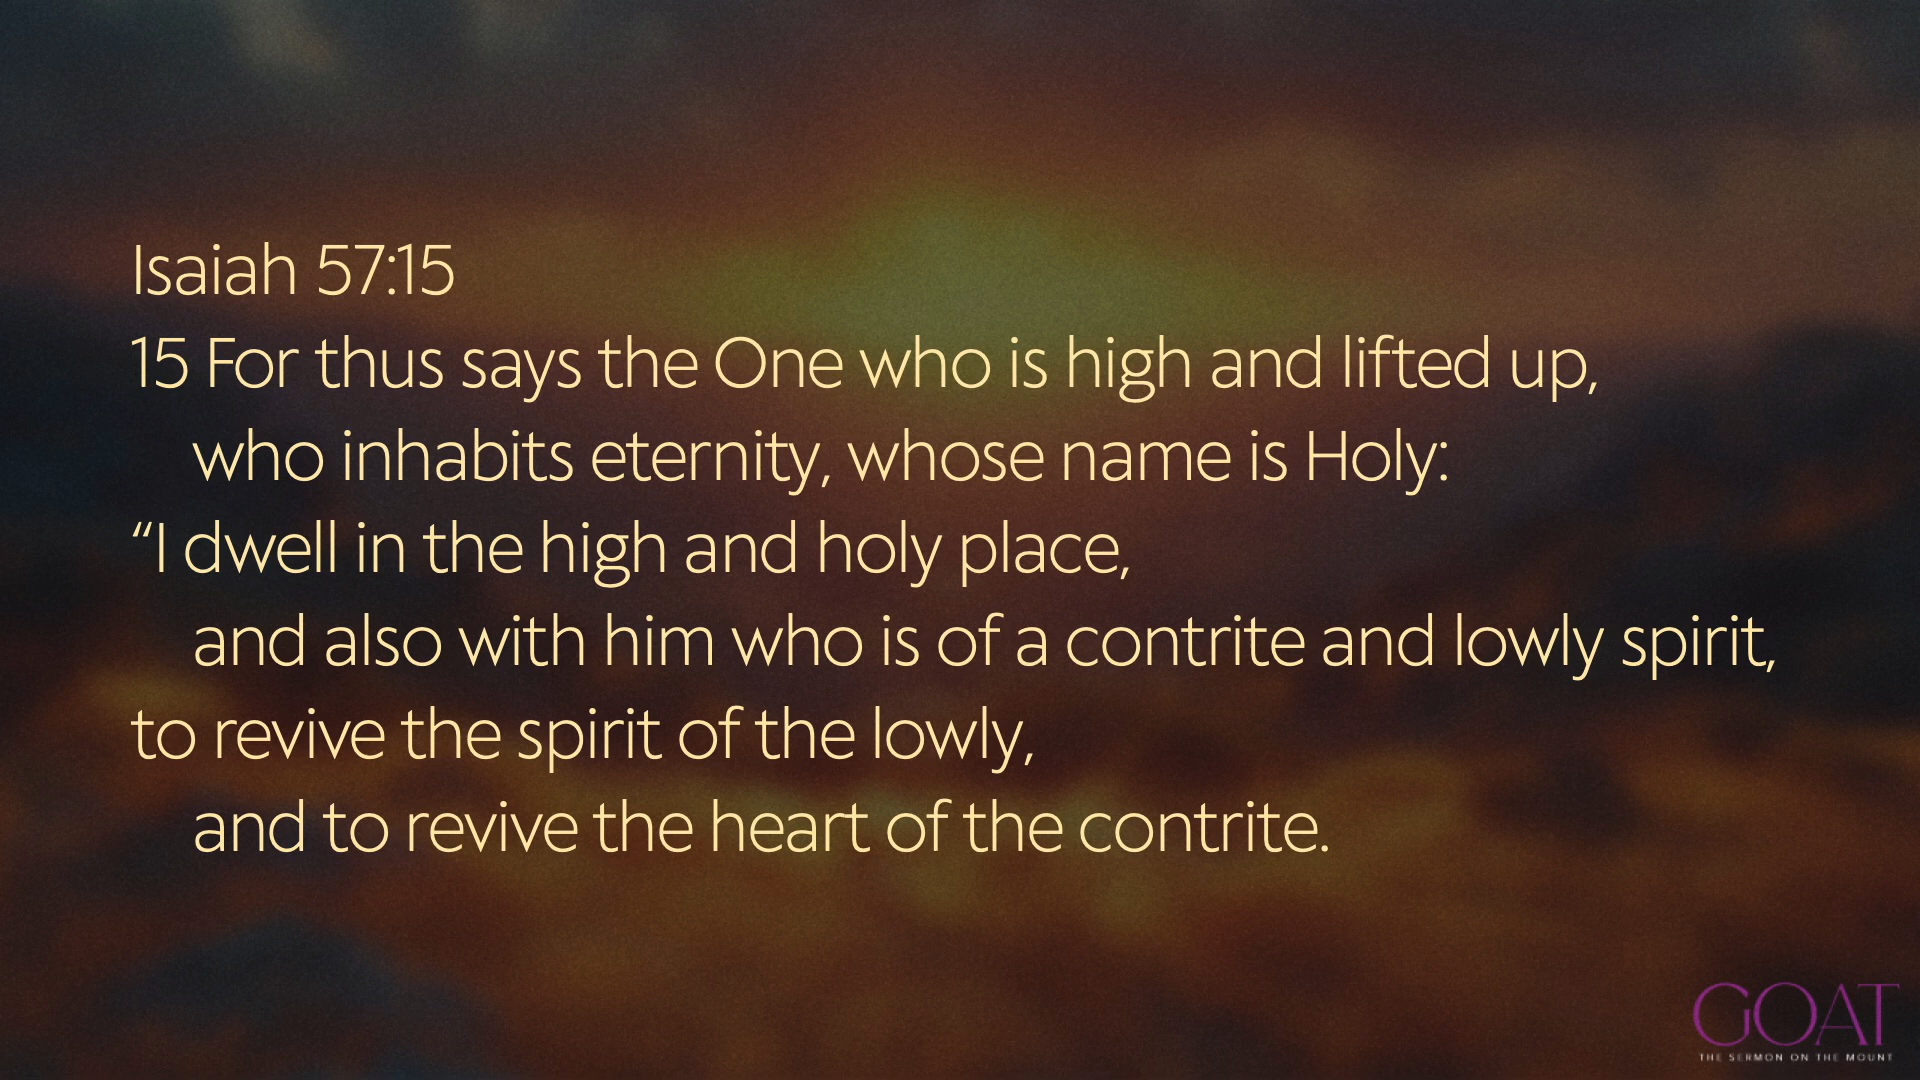 Isaiah 57:15
15 For thus says the One who is high and lifted up,
who inhabits eternity, whose name is Holy:
“I dwell in the high and holy place,
and also with him who is of a contrite and lowly spirit,
to revive the spirit of the lowly,
and to revive the heart of the contrite.
GOAT
THE SERMON ON THE MOUNT